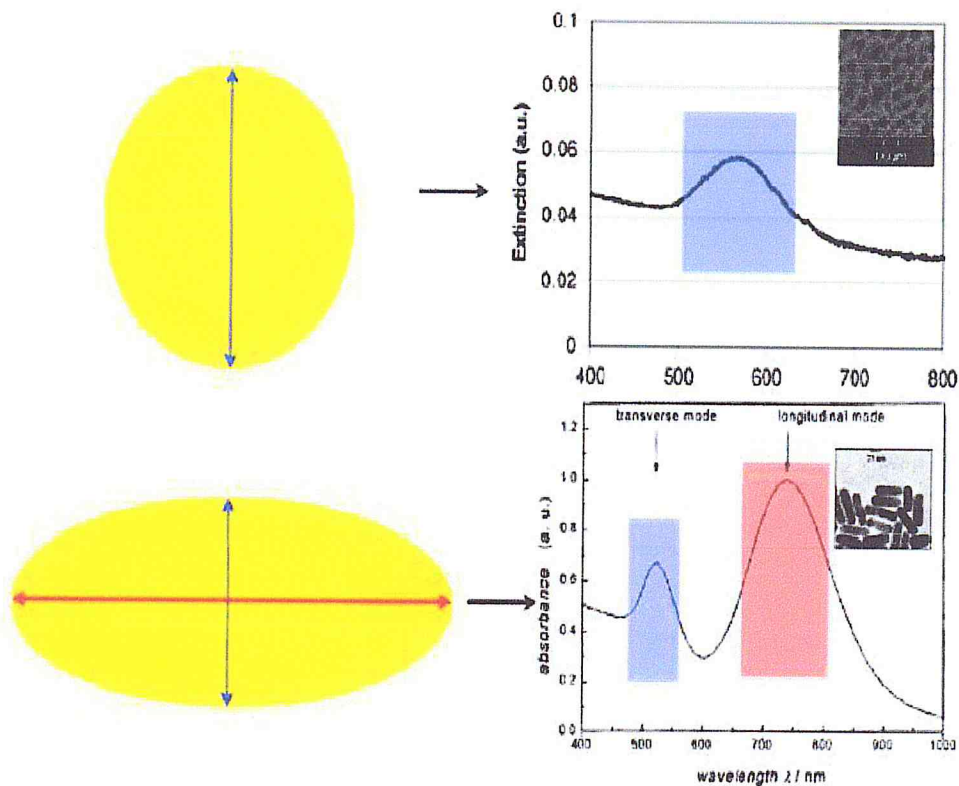 0.1
0.08
0.06
0.04
0.02
0
Extinction (a.u.)
400 500 600 700 800
transverse mode longitudinal mode
1.2
1.0
0.8
0.6
0.4
0.2
0.0
absorbance (a. u.)
400 500 600 700 800 900 1000
wavelength λ / nm